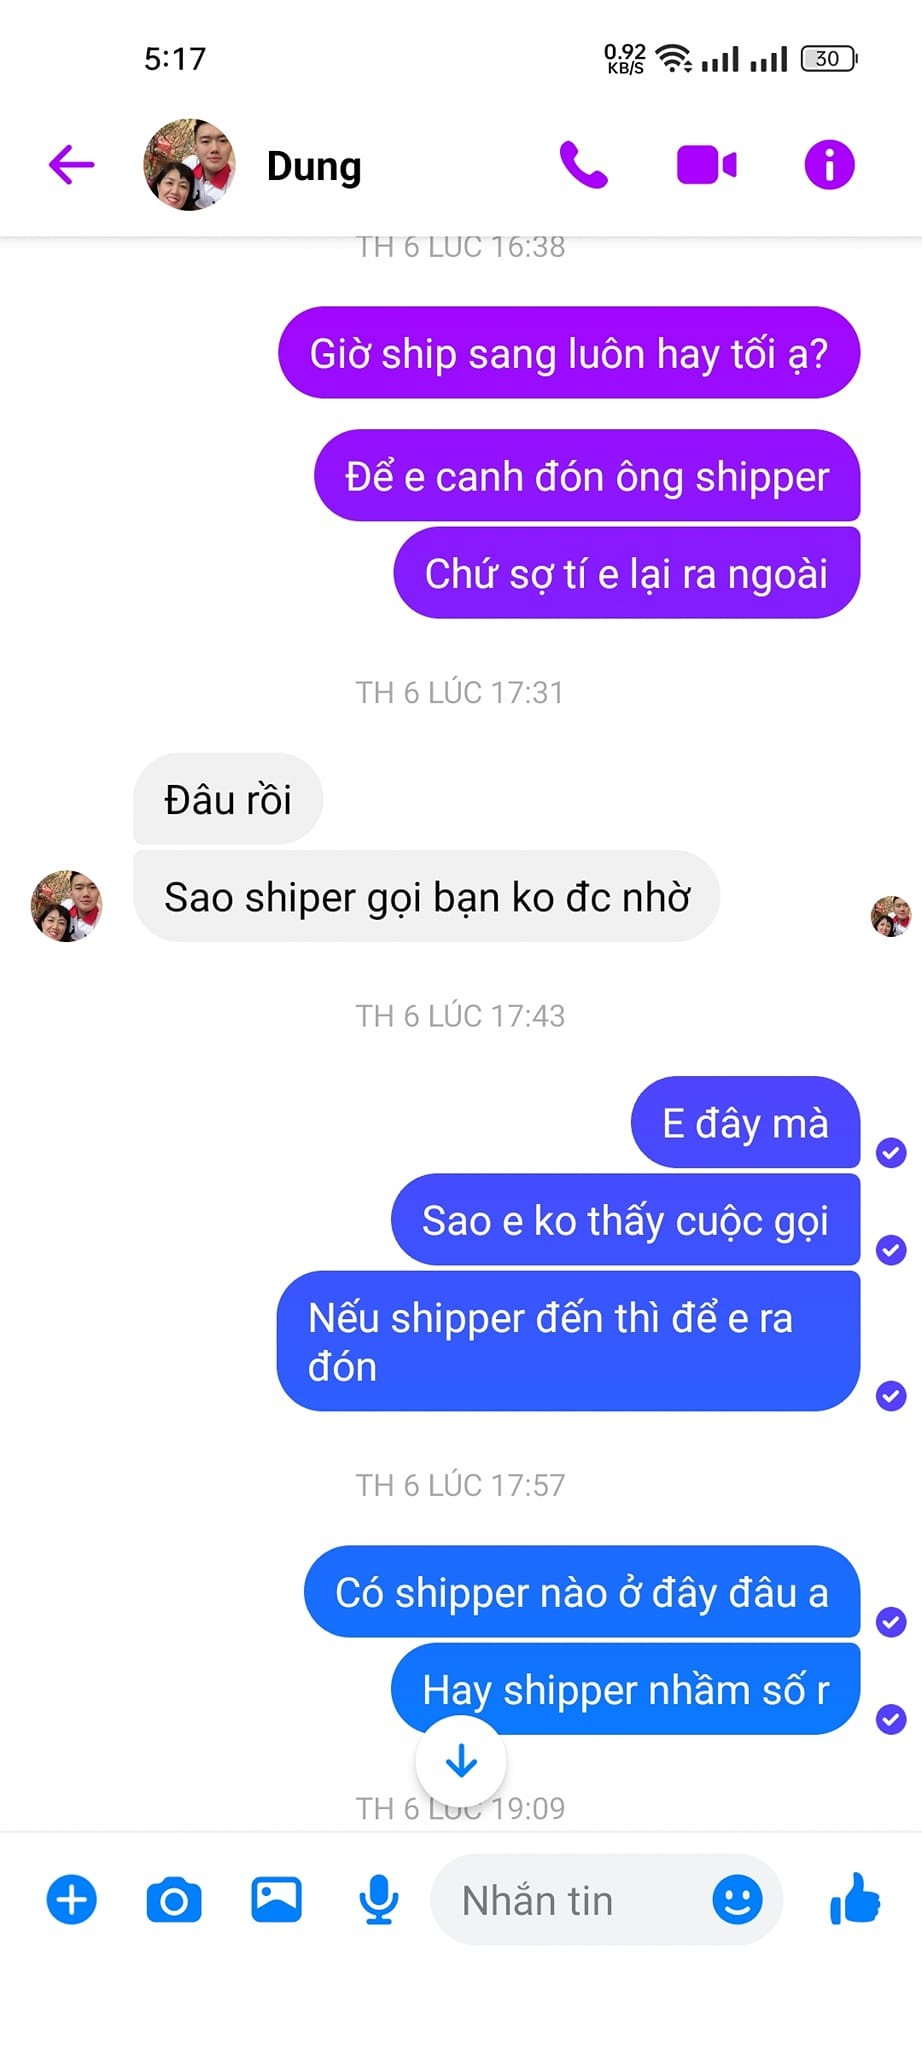 5:17
0.92
KB/S
30
Dung
TH 6 LÚC 16:38
Giờ ship sang luôn hay tối ạ?
Để e canh đón ông shipper
Chứ sợ tí e lại ra ngoài
TH 6 LÚC 17:31
Đâu rồi
Sao shiper gọi bạn ko đc nhờ
TH 6 LÚC 17:43
E đây mà
Sao e ko thấy cuộc gọi
Nếu shipper đến thì để e ra
đón
TH 6 LÚC 17:57
Có shipper nào ở đây đâu a
Hay shipper nhầm số r
TH 6 LÚC 19:09
Nhắn tin